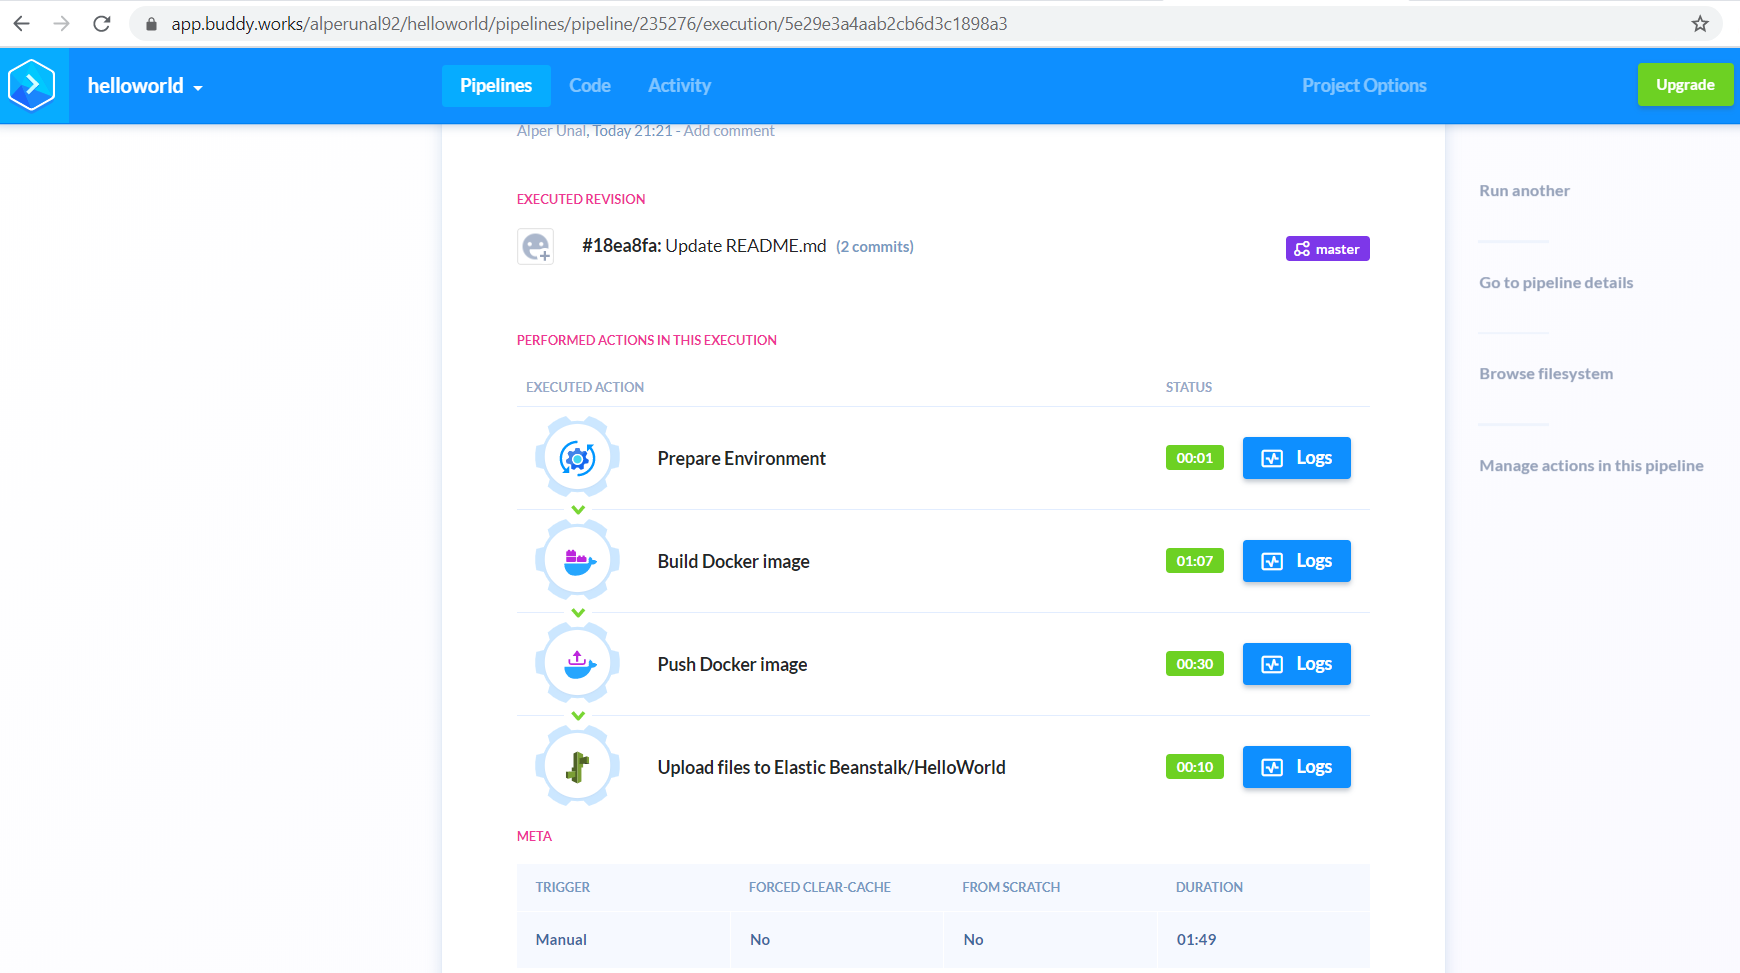 app.buddy.works/alperunal92/helloworld/pipelines/pipeline/235276/execution/5e29e3a4aab2cb6d3c1898a3
helloworld
Pipelines
Code
Activity
Project Options
Upgrade
Alper Unal, Today 21:21 - Add comment
EXECUTED REVISION
#18ea8fa: Update README.md (2 commits)
master
PERFORMED ACTIONS IN THIS EXECUTION
EXECUTED ACTION
STATUS
Prepare Environment
00:01
Logs
Build Docker image
01:07
Logs
Push Docker image
00:30
Logs
Upload files to Elastic Beanstalk/HelloWorld
00:10
Logs
META
TRIGGER
FORCED CLEAR-CACHE
FROM SCRATCH
DURATION
Manual
No
No
01:49
Run another
Go to pipeline details
Browse filesystem
Manage actions in this pipeline